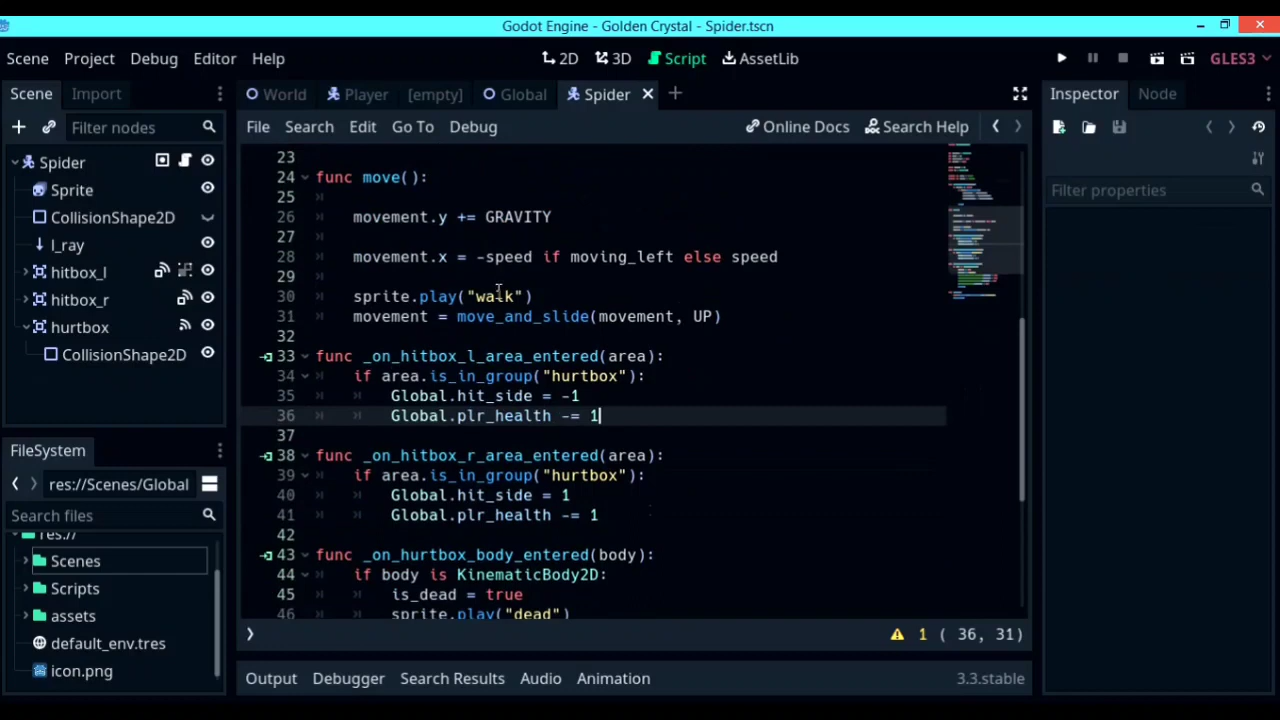 Godot Engine - Golden Crystal - Spider.tscn
Scene Project Debug Editor Help 2D 3D Script AssetLib GLES3
Scene Import World Player [empty] Global Spider Inspector Node
Filter nodes File Search Edit Go To Debug Online Docs Search Help
Spider
Sprite
CollisionShape2D
l_ray
hitbox_l
hitbox_r
hurtbox
CollisionShape2D
FileSystem
res://Scenes/Global
Search files
res://
Scenes
Scripts
assets
default_env.tres
icon.png
23
24 func move():
25
26 movement.y += GRAVITY
27
28 movement.x = -speed if moving_left else speed
29
30 sprite.play("walk")
31 movement = move_and_slide(movement, UP)
32
33 func _on_hitbox_l_area_entered(area):
34 if area.is_in_group("hurtbox"):
35 Global.hit_side = -1
36 Global.plr_health -= 1
37
38 func _on_hitbox_r_area_entered(area):
39 if area.is_in_group("hurtbox"):
40 Global.hit_side = 1
41 Global.plr_health -= 1
42
43 func _on_hurtbox_body_entered(body):
44 if body is KinematicBody2D:
45 is_dead = true
46 sprite.play("dead")
1 ( 36, 31)
Output Debugger Search Results Audio Animation 3.3.stable
Filter properties